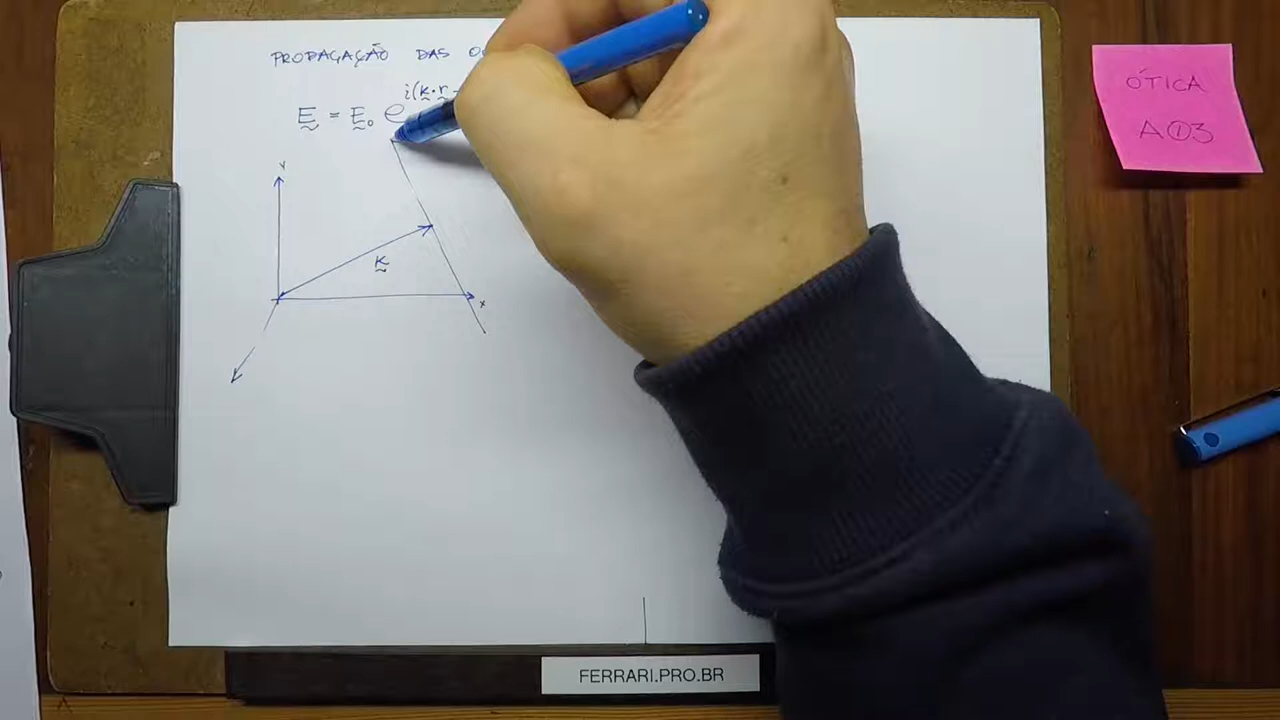 PROPAGAÇÃO DAS
E = E₀ e i(k·r-
Y
k
x
ÓTICA
A03
FERRARI.PRO.BR